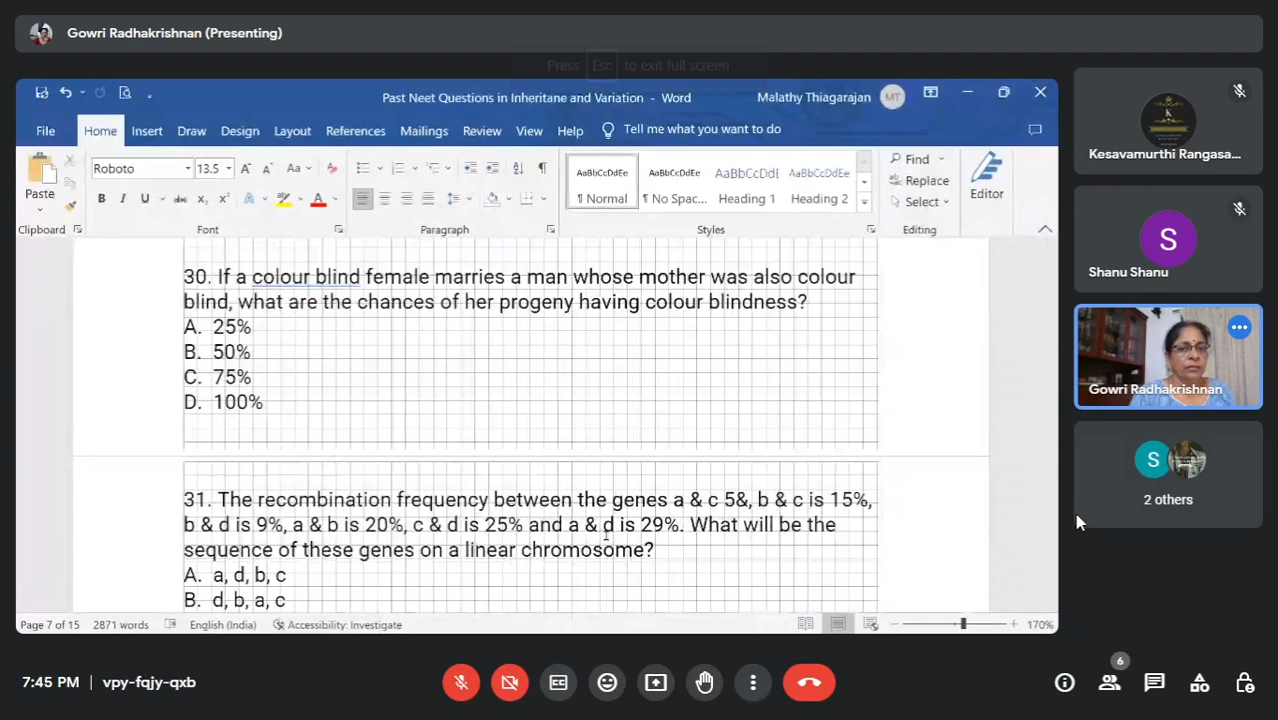 Gowri Radhakrishnan (Presenting)
Press Esc to exit full screen
Past Neet Questions in Inheritane and Variation - Word
Malathy Thiagarajan MT
File Home Insert Draw Design Layout References Mailings Review View Help Tell me what you want to do
Paste
Roboto 13.5
Aa
B I U abc x₂ x² A A
AaBbCcDdEe AaBbCcDdEe AaBbCcDdE AaBbCcDdEe
¶ Normal ¶ No Spac... Heading 1 Heading 2
Find
Replace
Select
Editor
Clipboard Font Paragraph Styles Editing
30. If a colour blind female marries a man whose mother was also colour
blind, what are the chances of her progeny having colour blindness?
A. 25%
B. 50%
C. 75%
D. 100%
31. The recombination frequency between the genes a & c 5&, b & c is 15%,
b & d is 9%, a & b is 20%, c & d is 25% and a & d is 29%. What will be the
sequence of these genes on a linear chromosome?
A. a, d, b, c
B. d, b, a, c
Page 7 of 15 2871 words English (India) Accessibility: Investigate 170%
K
Kesavamurthi Rangasa...
S
Shanu Shanu
Gowri Radhakrishnan
S
2 others
7:45 PM | vpy-fqjy-qxb
6